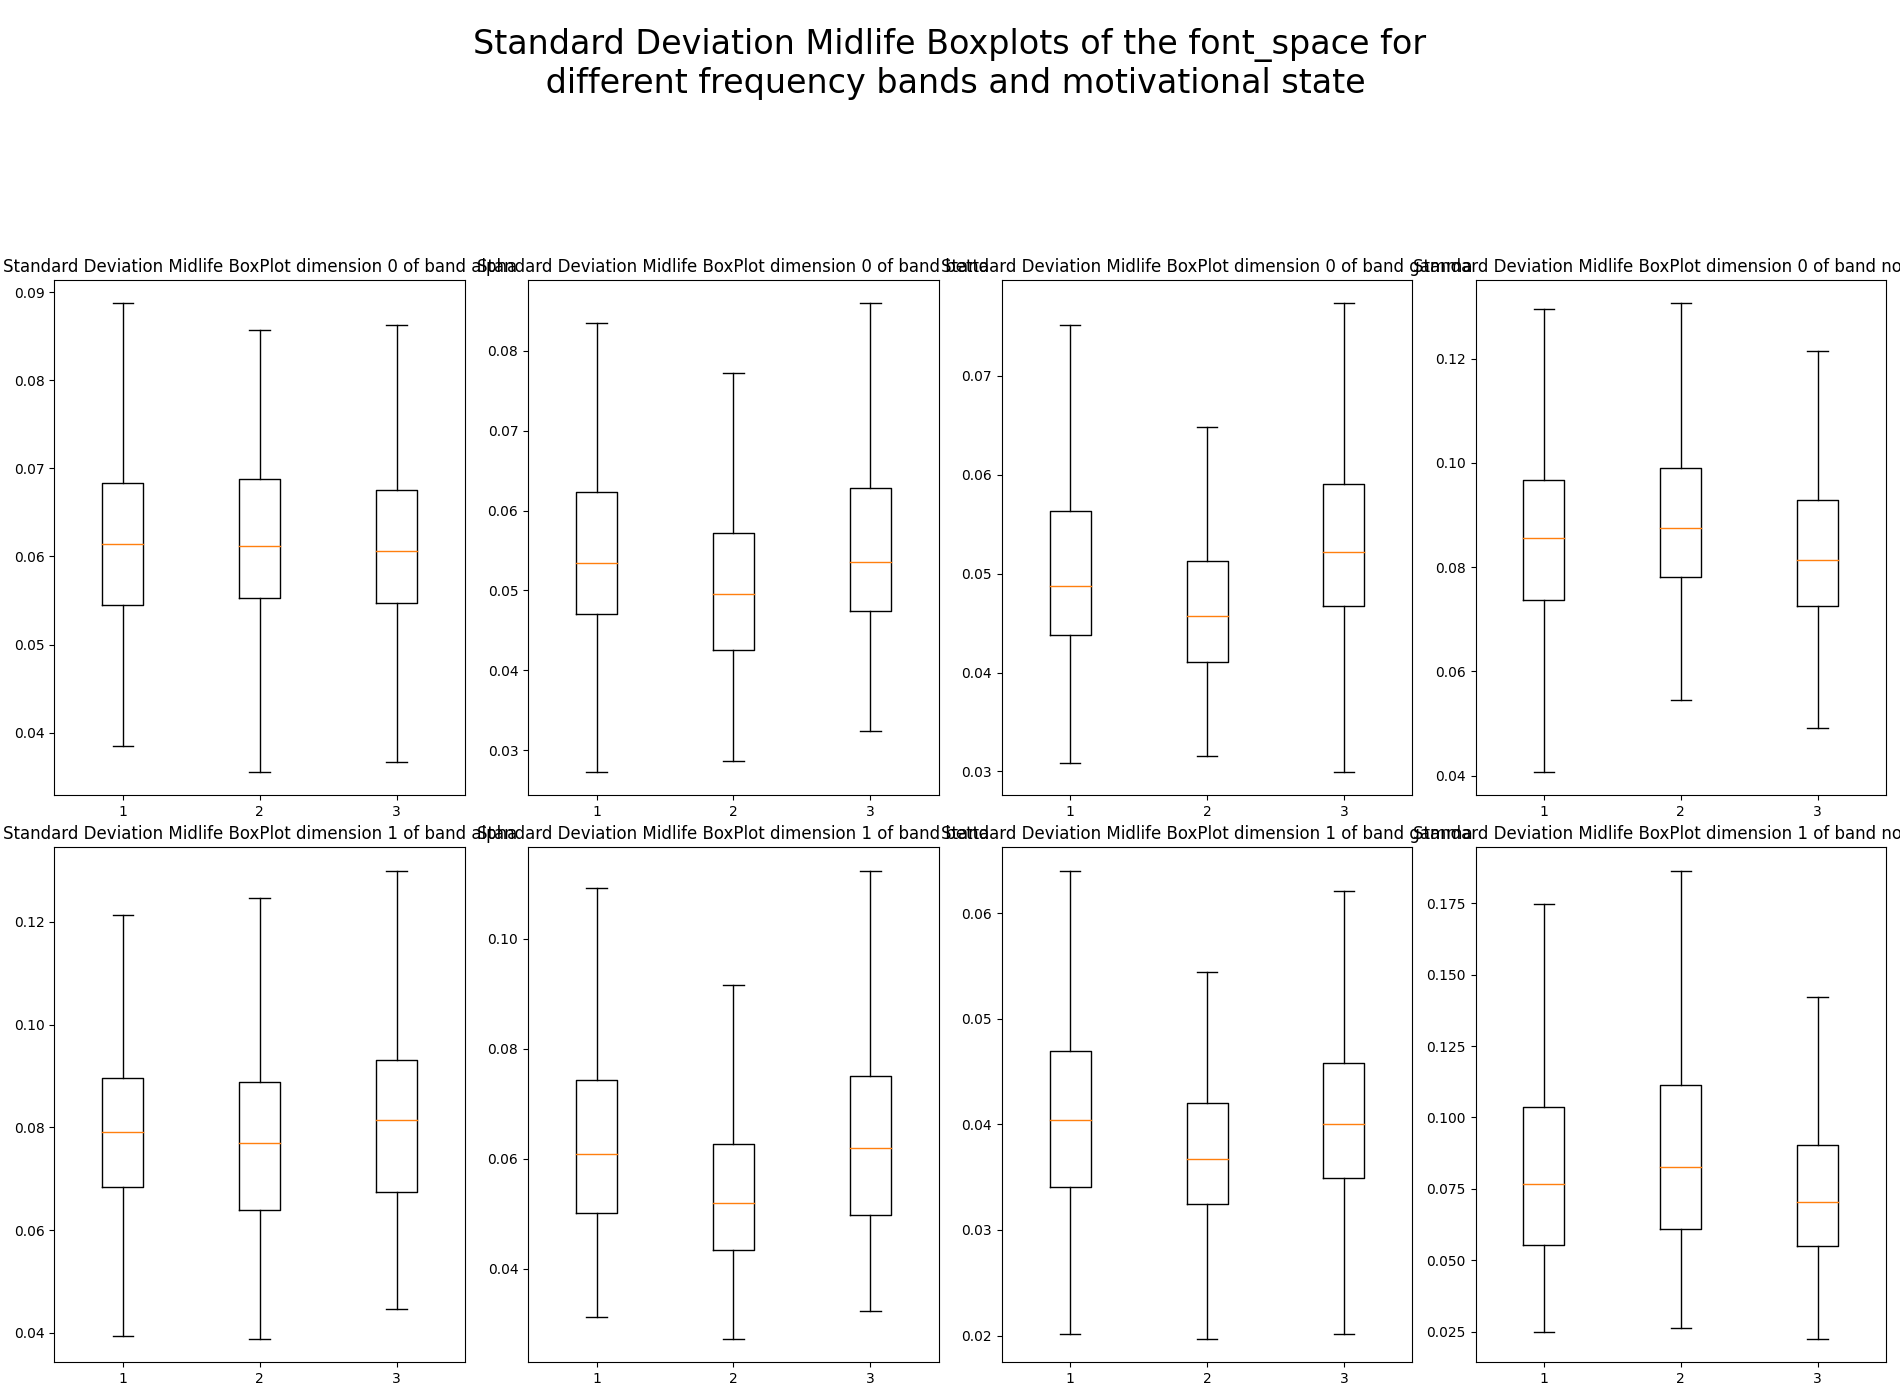 Standard Deviation Midlife Boxplots of the font_space for
different frequency bands and motivational state
Standard Deviation Midlife BoxPlot dimension 0 of band alpha
0.09
0.08
0.07
0.06
0.05
0.04
1 2 3
Standard Deviation Midlife BoxPlot dimension 0 of band betta
0.08
0.07
0.06
0.05
0.04
0.03
1 2 3
Standard Deviation Midlife BoxPlot dimension 0 of band gamma
0.07
0.06
0.05
0.04
0.03
1 2 3
Standard Deviation Midlife BoxPlot dimension 0 of band no
0.12
0.10
0.08
0.06
0.04
1 2 3
Standard Deviation Midlife BoxPlot dimension 1 of band alpha
0.12
0.10
0.08
0.06
0.04
1 2 3
Standard Deviation Midlife BoxPlot dimension 1 of band betta
0.10
0.08
0.06
0.04
1 2 3
Standard Deviation Midlife BoxPlot dimension 1 of band gamma
0.06
0.05
0.04
0.03
0.02
1 2 3
Standard Deviation Midlife BoxPlot dimension 1 of band no
0.175
0.150
0.125
0.100
0.075
0.050
0.025
1 2 3